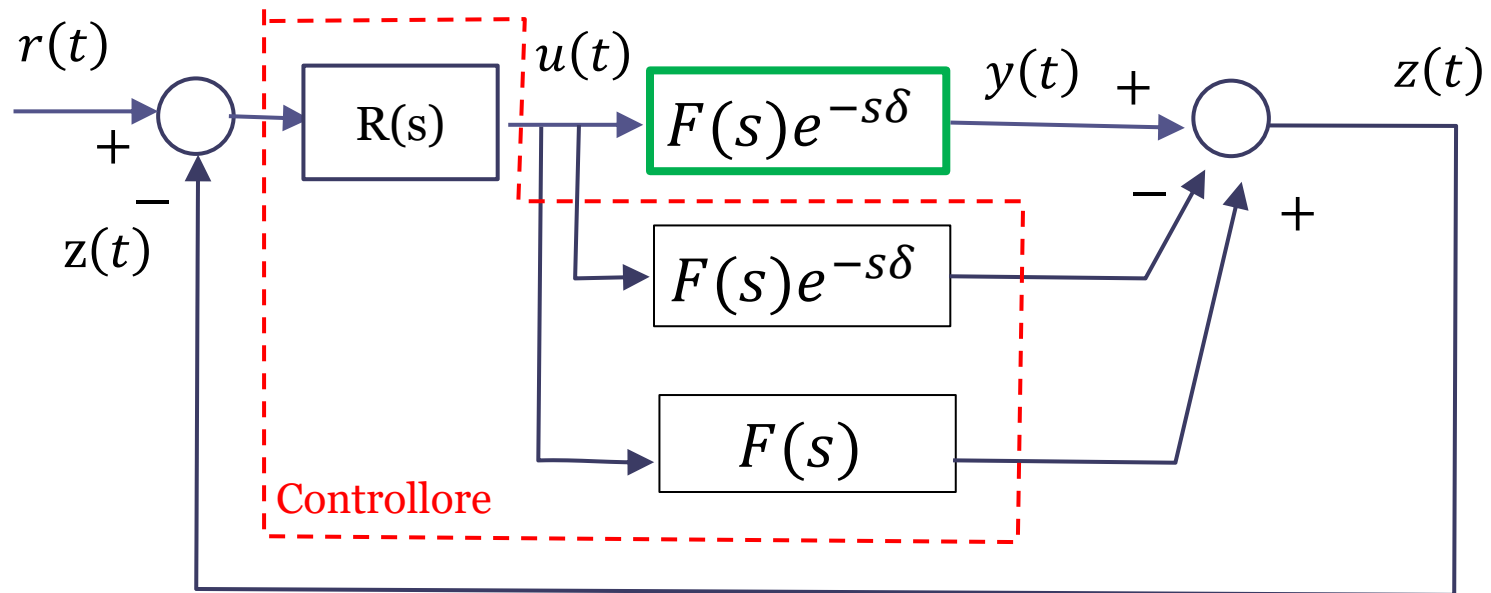 r(t)
+
−
z(t)
R(s)
u(t)
F(s)e^{−sδ}
y(t)
+
−
+
z(t)
F(s)e^{−sδ}
F(s)
Controllore